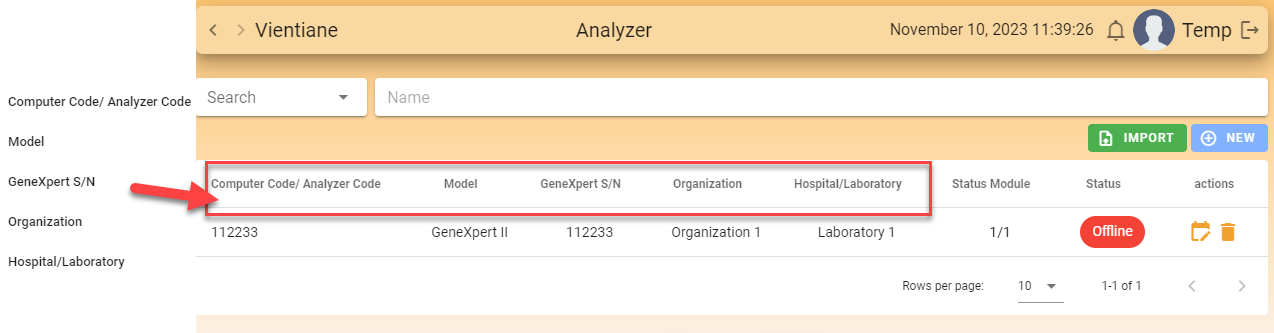 Vientiane Analyzer November 10, 2023 11:39:26 Temp
Computer Code/ Analyzer Code
Model
GeneXpert S/N
Organization
Hospital/Laboratory
Search Name
IMPORT NEW
Computer Code/ Analyzer Code Model GeneXpert S/N Organization Hospital/Laboratory Status Module Status actions
112233 GeneXpert II 112233 Organization 1 Laboratory 1 1/1 Offline
Rows per page: 10 1-1 of 1